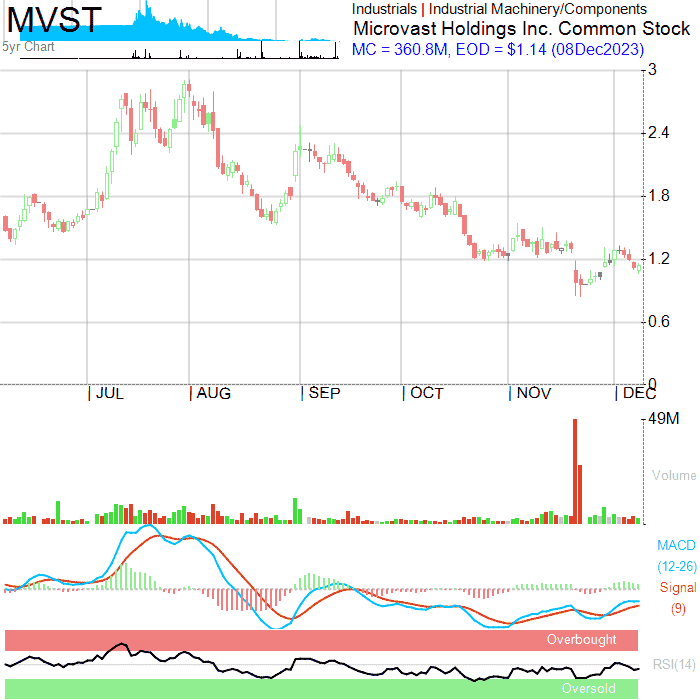 MVST
5yr Chart
Industrials | Industrial Machinery/Components
Microvast Holdings Inc. Common Stock
MC = 360.8M, EOD = $1.14 (08Dec2023)
3
2.4
1.8
1.2
0.6
0
JUL AUG SEP OCT NOV DEC
49M
Volume
MACD
(12-26)
Signal
(9)
Overbought
RSI(14)
Oversold